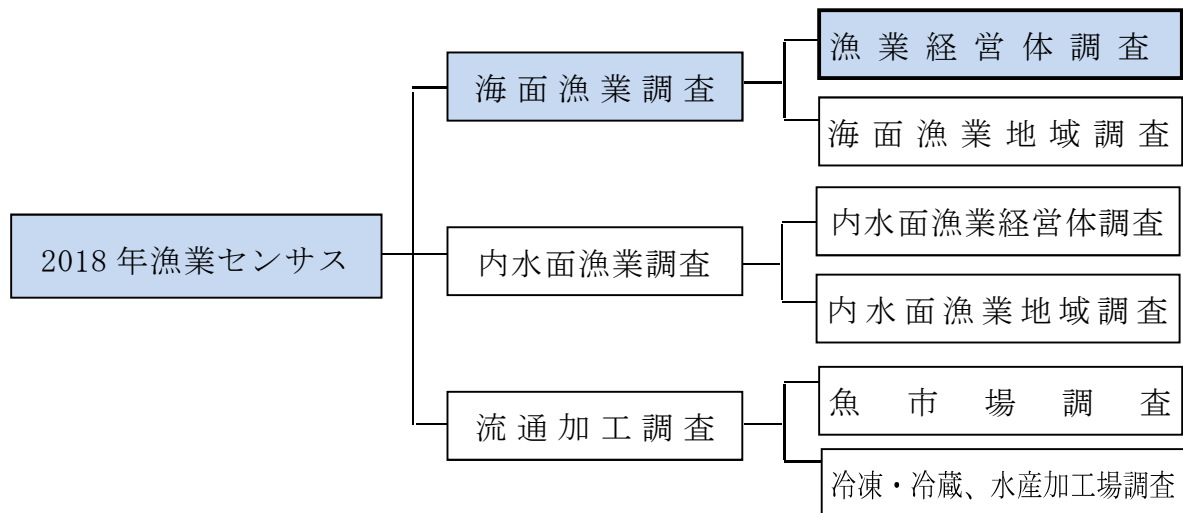 2018 年漁業センサス
海面漁業調査
漁業経営体調査
海面漁業地域調査
内水面漁業調査
内水面漁業経営体調査
内水面漁業地域調査
流通加工調査
魚市場調査
冷凍・冷蔵、水産加工場調査